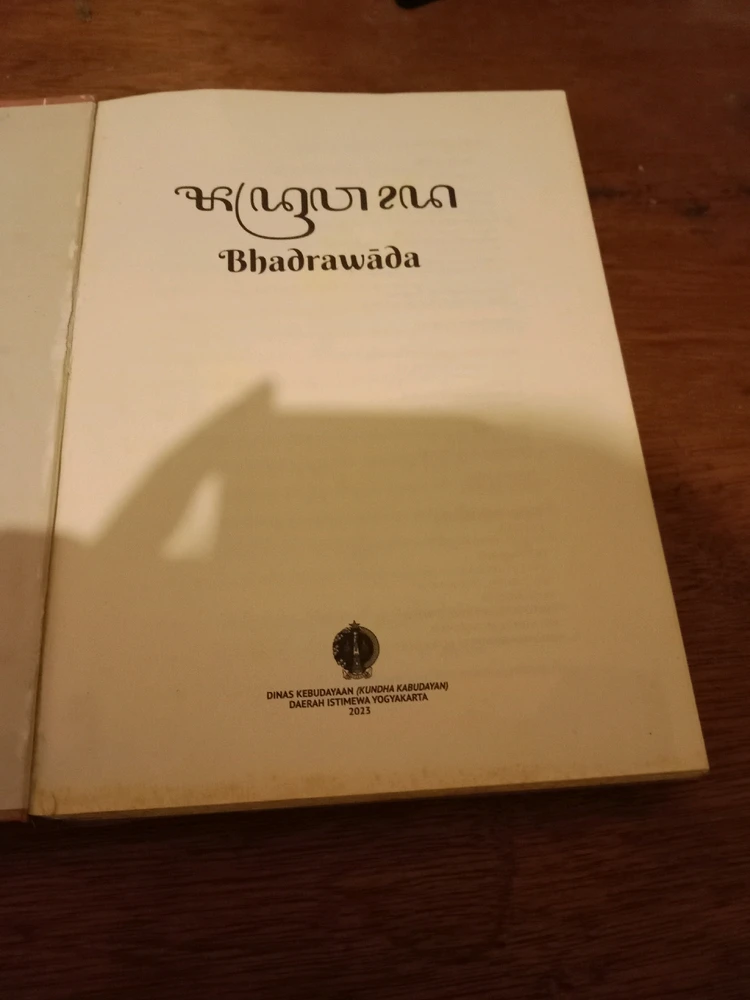 ꦨꦢꦿꦮꦴꦢ
Bhadrawāda
DINAS KEBUDAYAAN (KUNDHA KABUDAYAN)
DAERAH ISTIMEWA YOGYAKARTA
2023